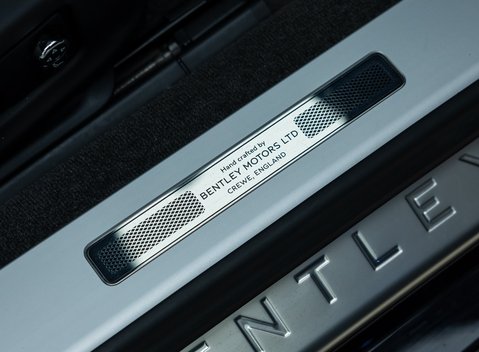 Hand crafted by
BENTLEY MOTORS LTD
CREWE, ENGLAND
ENTLEY